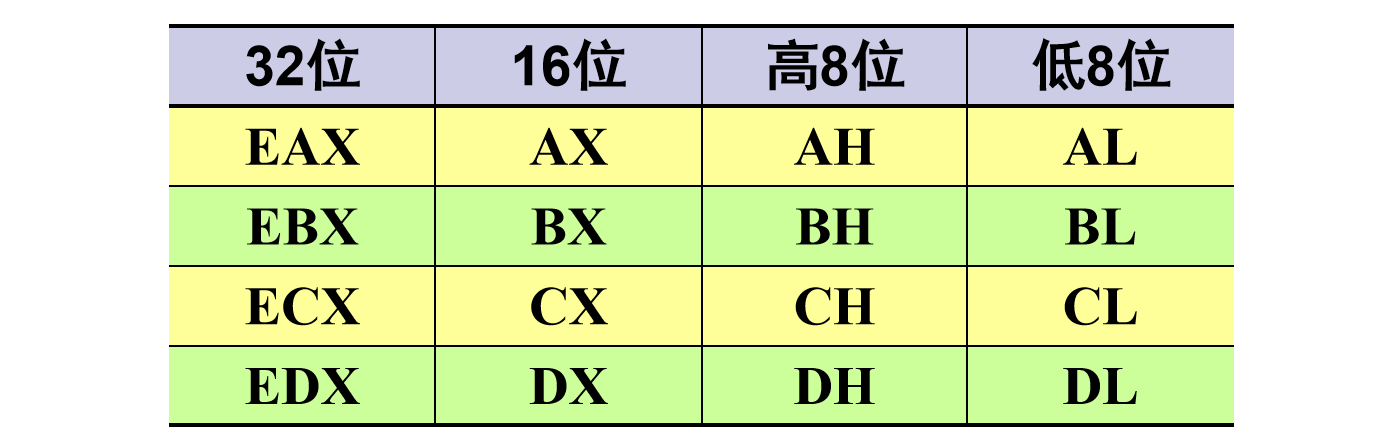 32位 16位 高8位 低8位
EAX AX AH AL
EBX BX BH BL
ECX CX CH CL
EDX DX DH DL